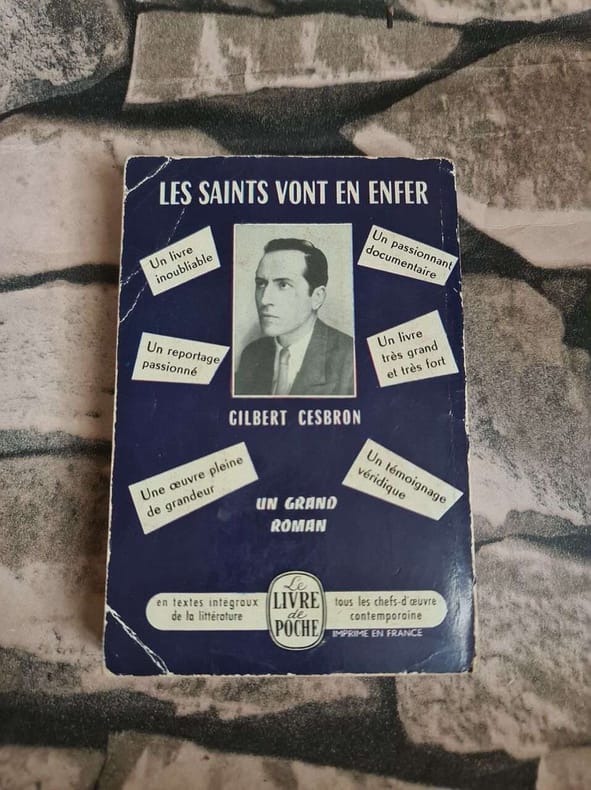 LES SAINTS VONT EN ENFER
Un livre
inoubliable
Un passionnant
documentaire
Un reportage
passionné
Un livre
très grand
et très fort
GILBERT CESBRON
Une œuvre pleine
de grandeur
Un témoignage
véridique
UN GRAND
ROMAN
en textes intégraux
de la littérature
Le
LIVRE
de
POCHE
tous les chefs-d'œuvre
contemporaine
IMPRIMÉ EN FRANCE